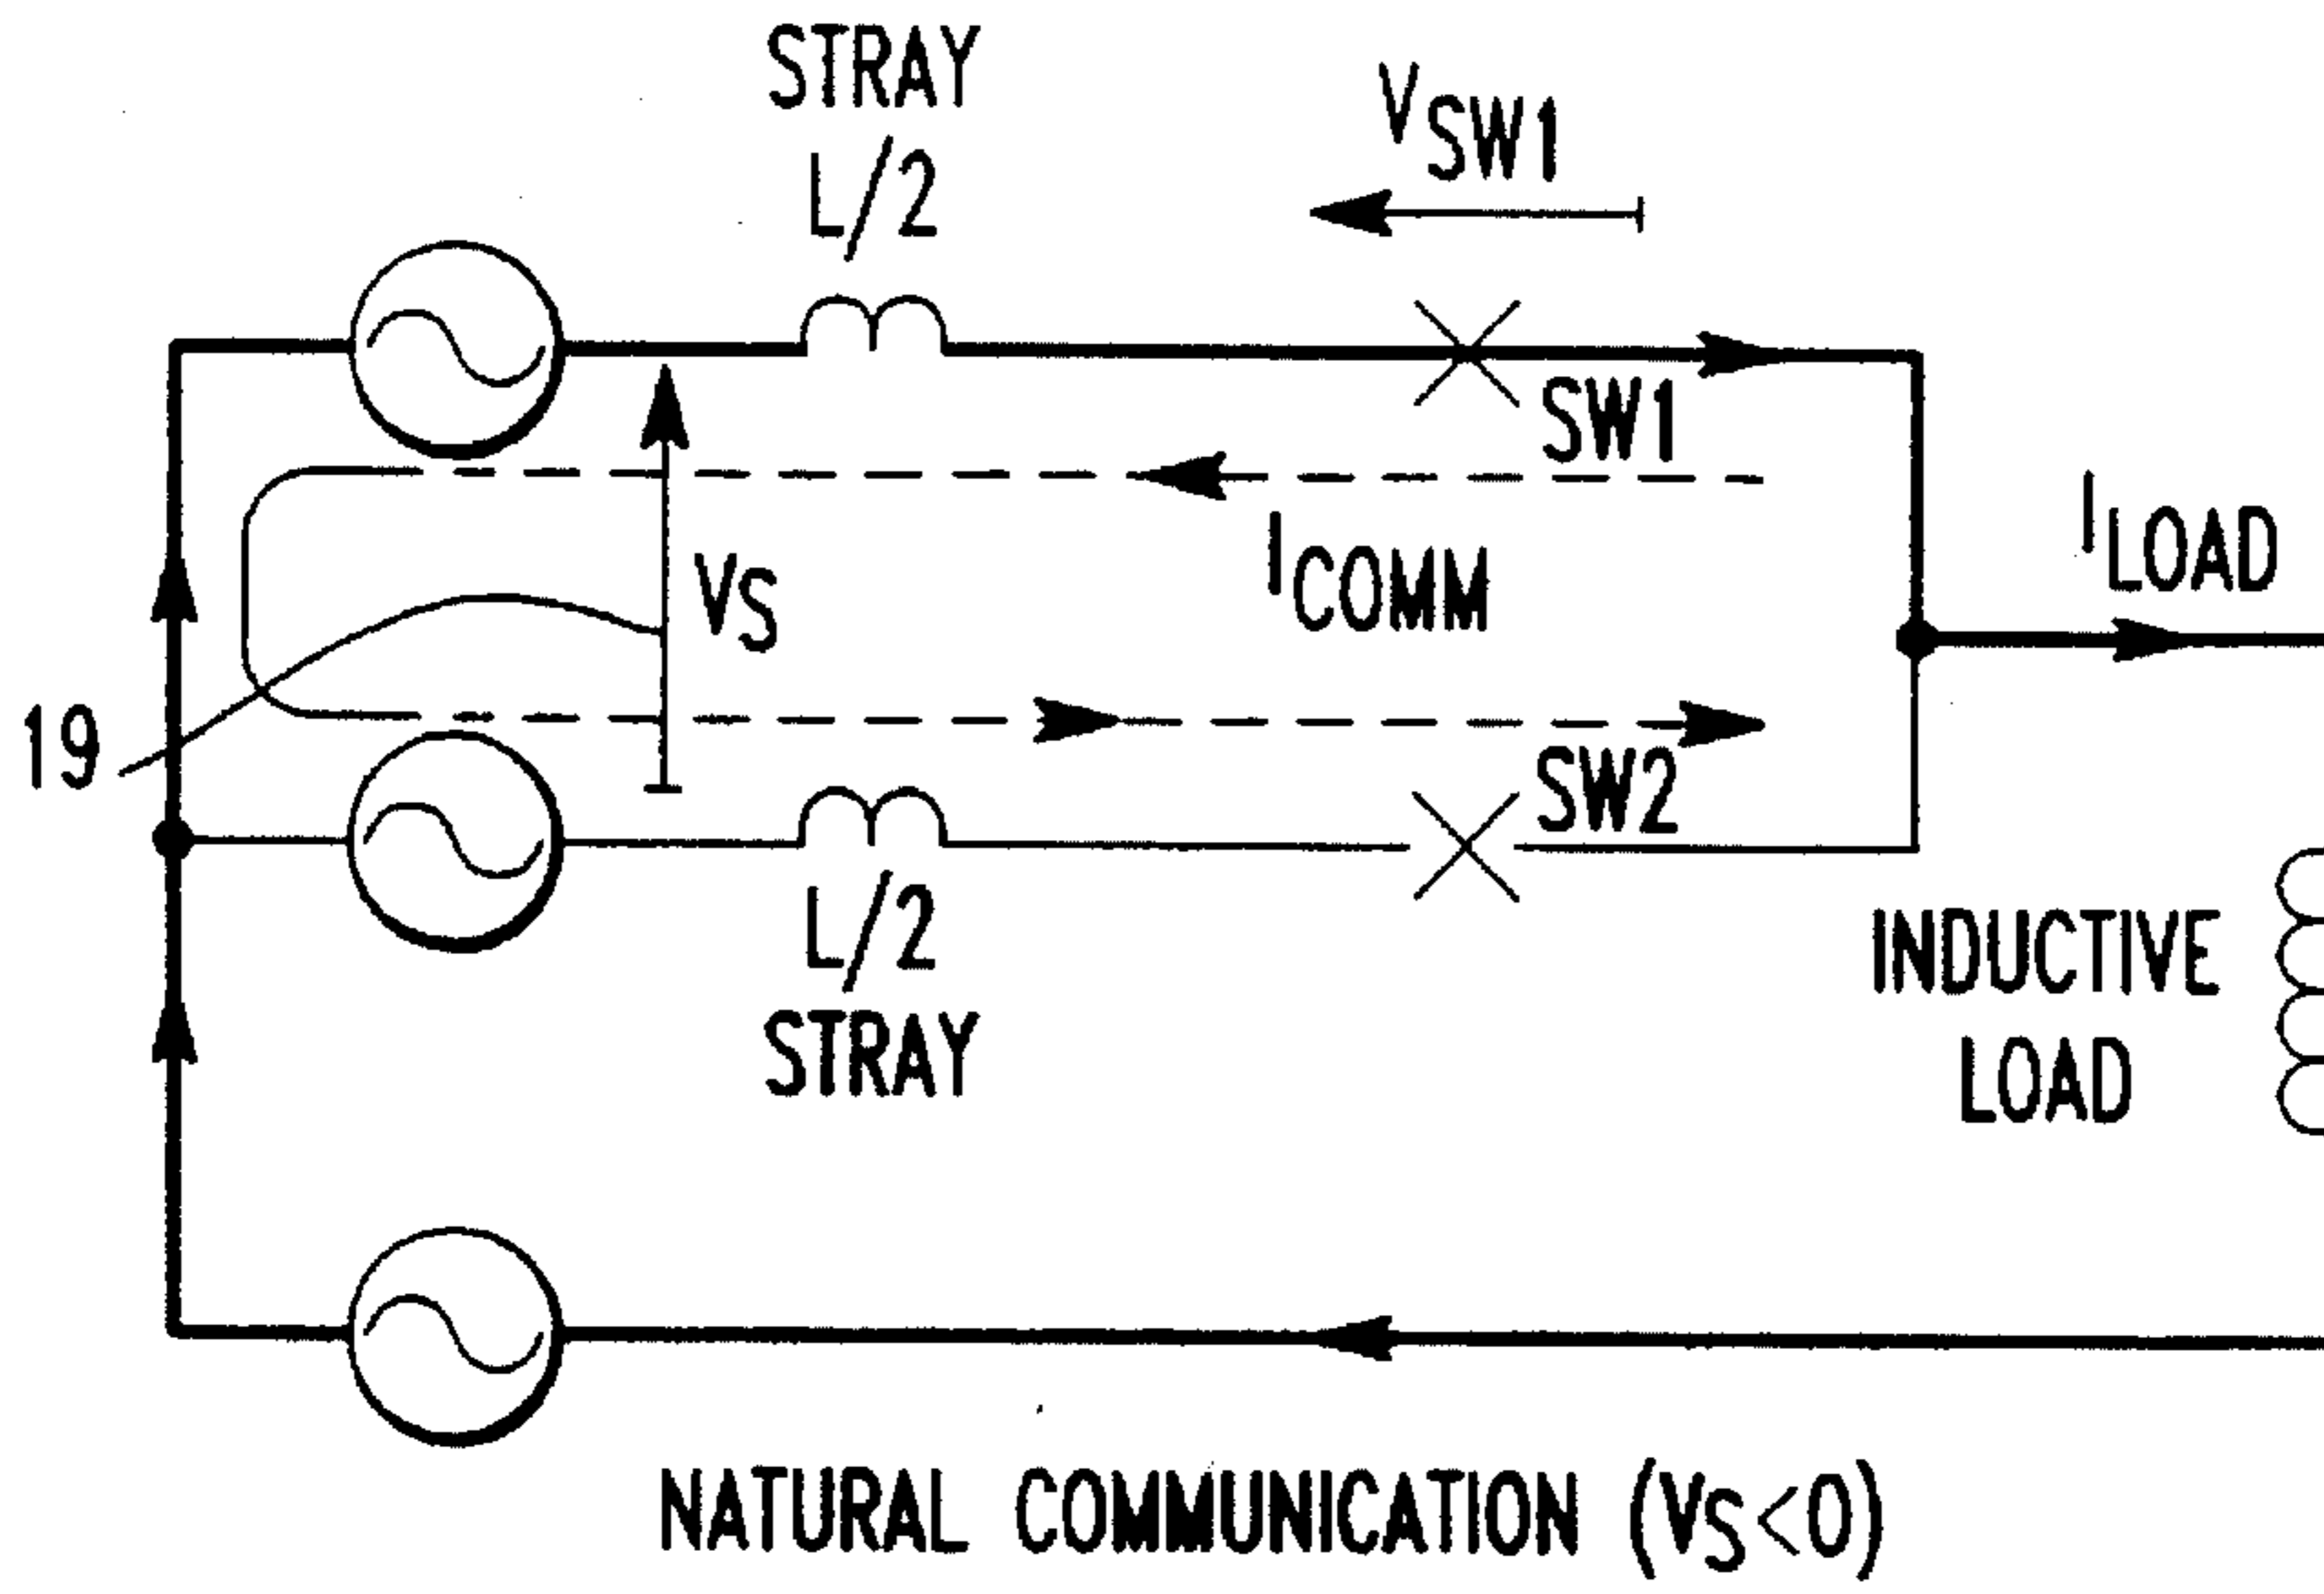 STRAY
L/2
VSW1
SW1
ICOMM
ILOAD
VS
19
SW2
L/2
STRAY
INDUCTIVE
LOAD
NATURAL COMMUNICATION (VS<0)